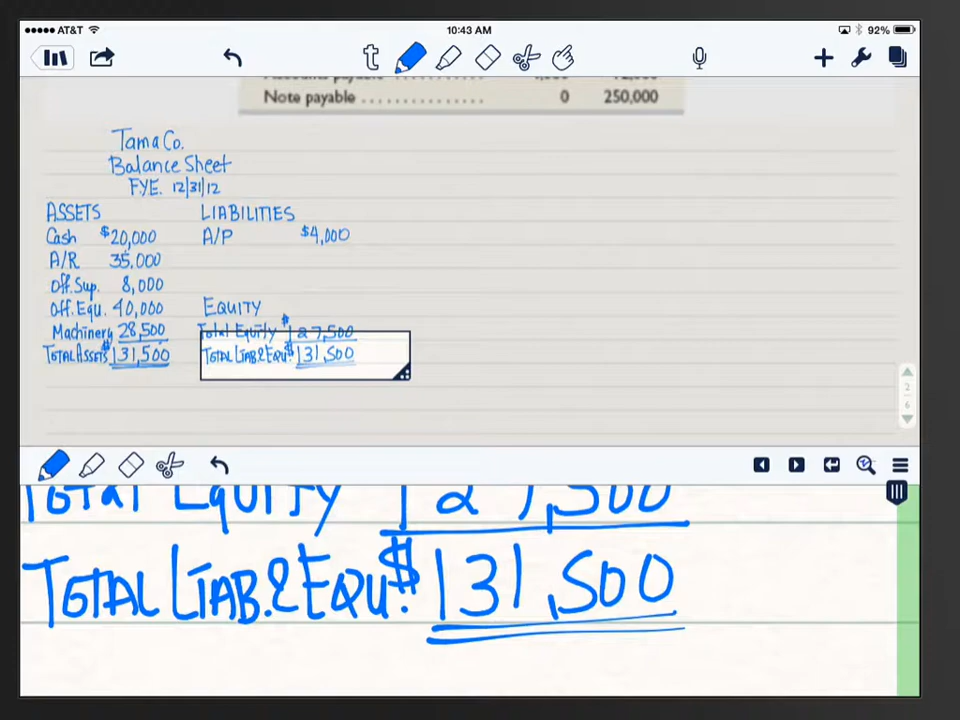 AT&T 10:43 AM 92%
t
Note payable .................... 0 250,000
Tama Co.
Balance Sheet
F.Y.E. 12/31/12
ASSETS LIABILITIES
Cash $20,000 A/P $4,000
A/R 35,000
Off. Sup. 8,000
Off. Equ. 40,000 EQUITY
Machinery 28,500 Total Equity $127,500
TOTAL ASSETS $131,500 TOTAL LIAB. & EQU. $131,500
2
6
Total Equity 127,500
TOTAL LIAB. & EQU. $131,500